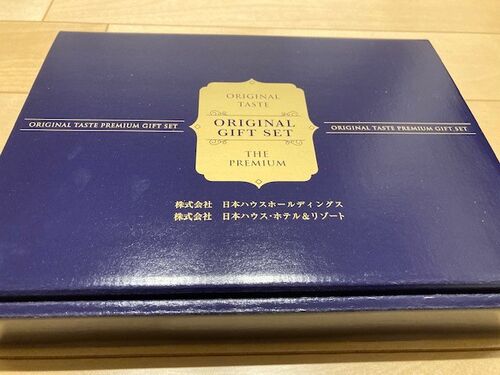 ORIGINAL
TASTE
ORIGINAL
GIFT SET
THE
PREMIUM
ORIGINAL TASTE PREMIUM GIFT SET
ORIGINAL TASTE PREMIUM GIFT SET
株式会社 日本ハウスホールディングス
株式会社 日本ハウス・ホテル&リゾート